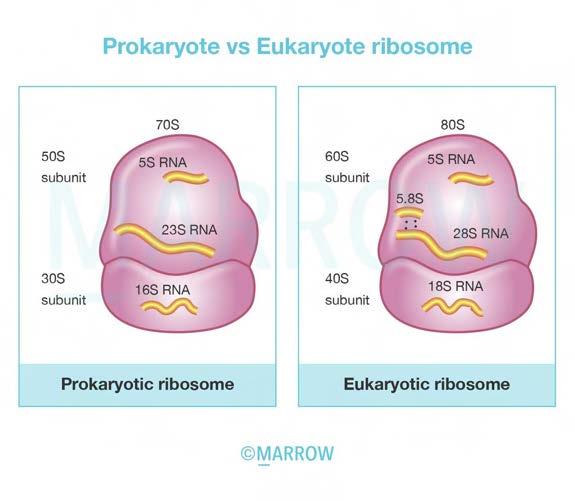 Prokaryote vs Eukaryote ribosome
70S
50S
subunit
5S RNA
23S RNA
30S
subunit
16S RNA
Prokaryotic ribosome
80S
60S
subunit
5S RNA
5.8S
28S RNA
40S
subunit
18S RNA
Eukaryotic ribosome
MARROW
©MARROW